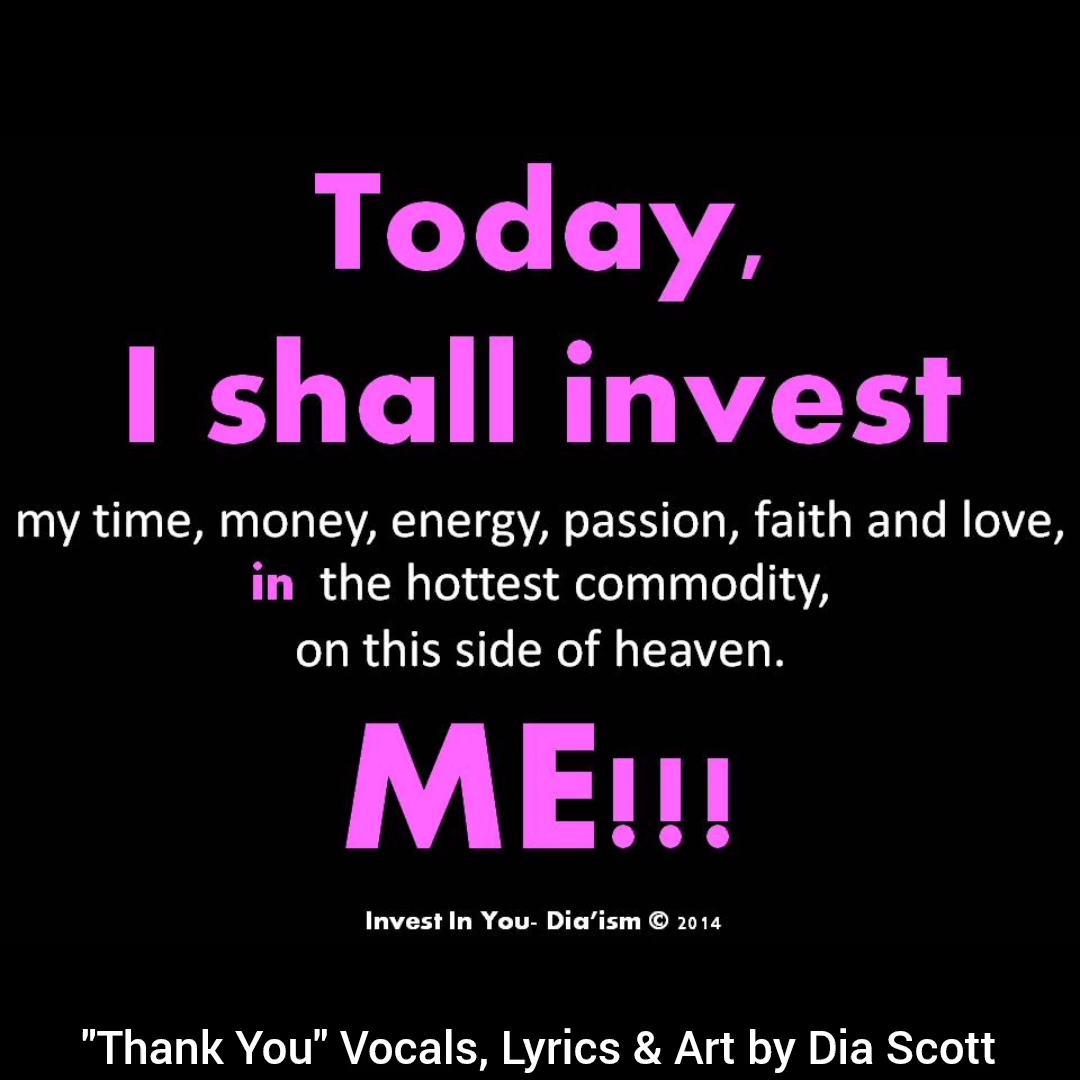 Today,
I shall invest
my time, money, energy, passion, faith and love,
in the hottest commodity,
on this side of heaven.
ME!!!
Invest In You- Dia’ism © 2014
"Thank You" Vocals, Lyrics & Art by Dia Scott